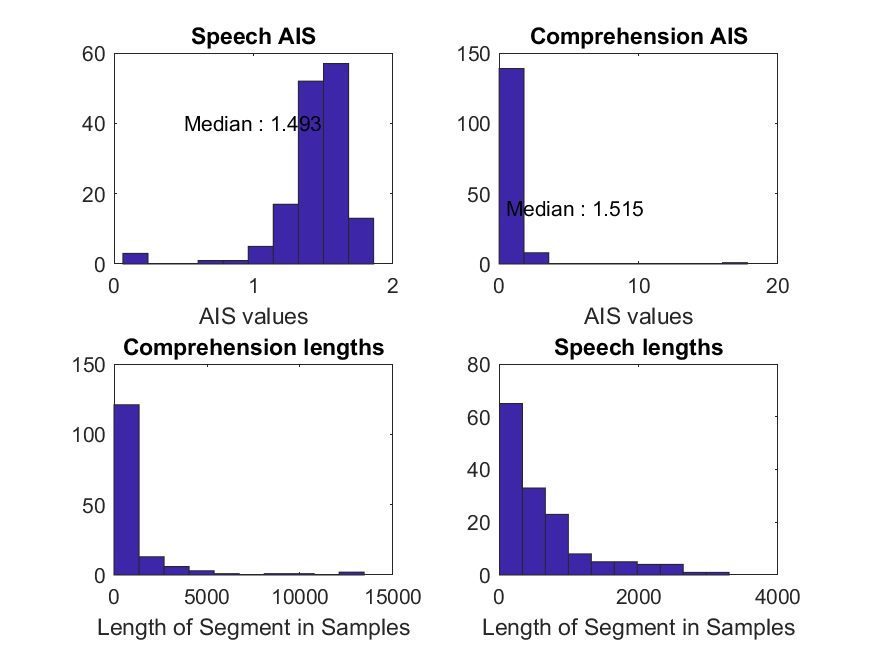 Speech AIS
60
40
20
0
Median : 1.493
0 1 2
AIS values
Comprehension AIS
150
100
50
0
Median : 1.515
0 10 20
AIS values
Comprehension lengths
150
100
50
0
0 5000 10000 15000
Length of Segment in Samples
Speech lengths
80
60
40
20
0
0 2000 4000
Length of Segment in Samples